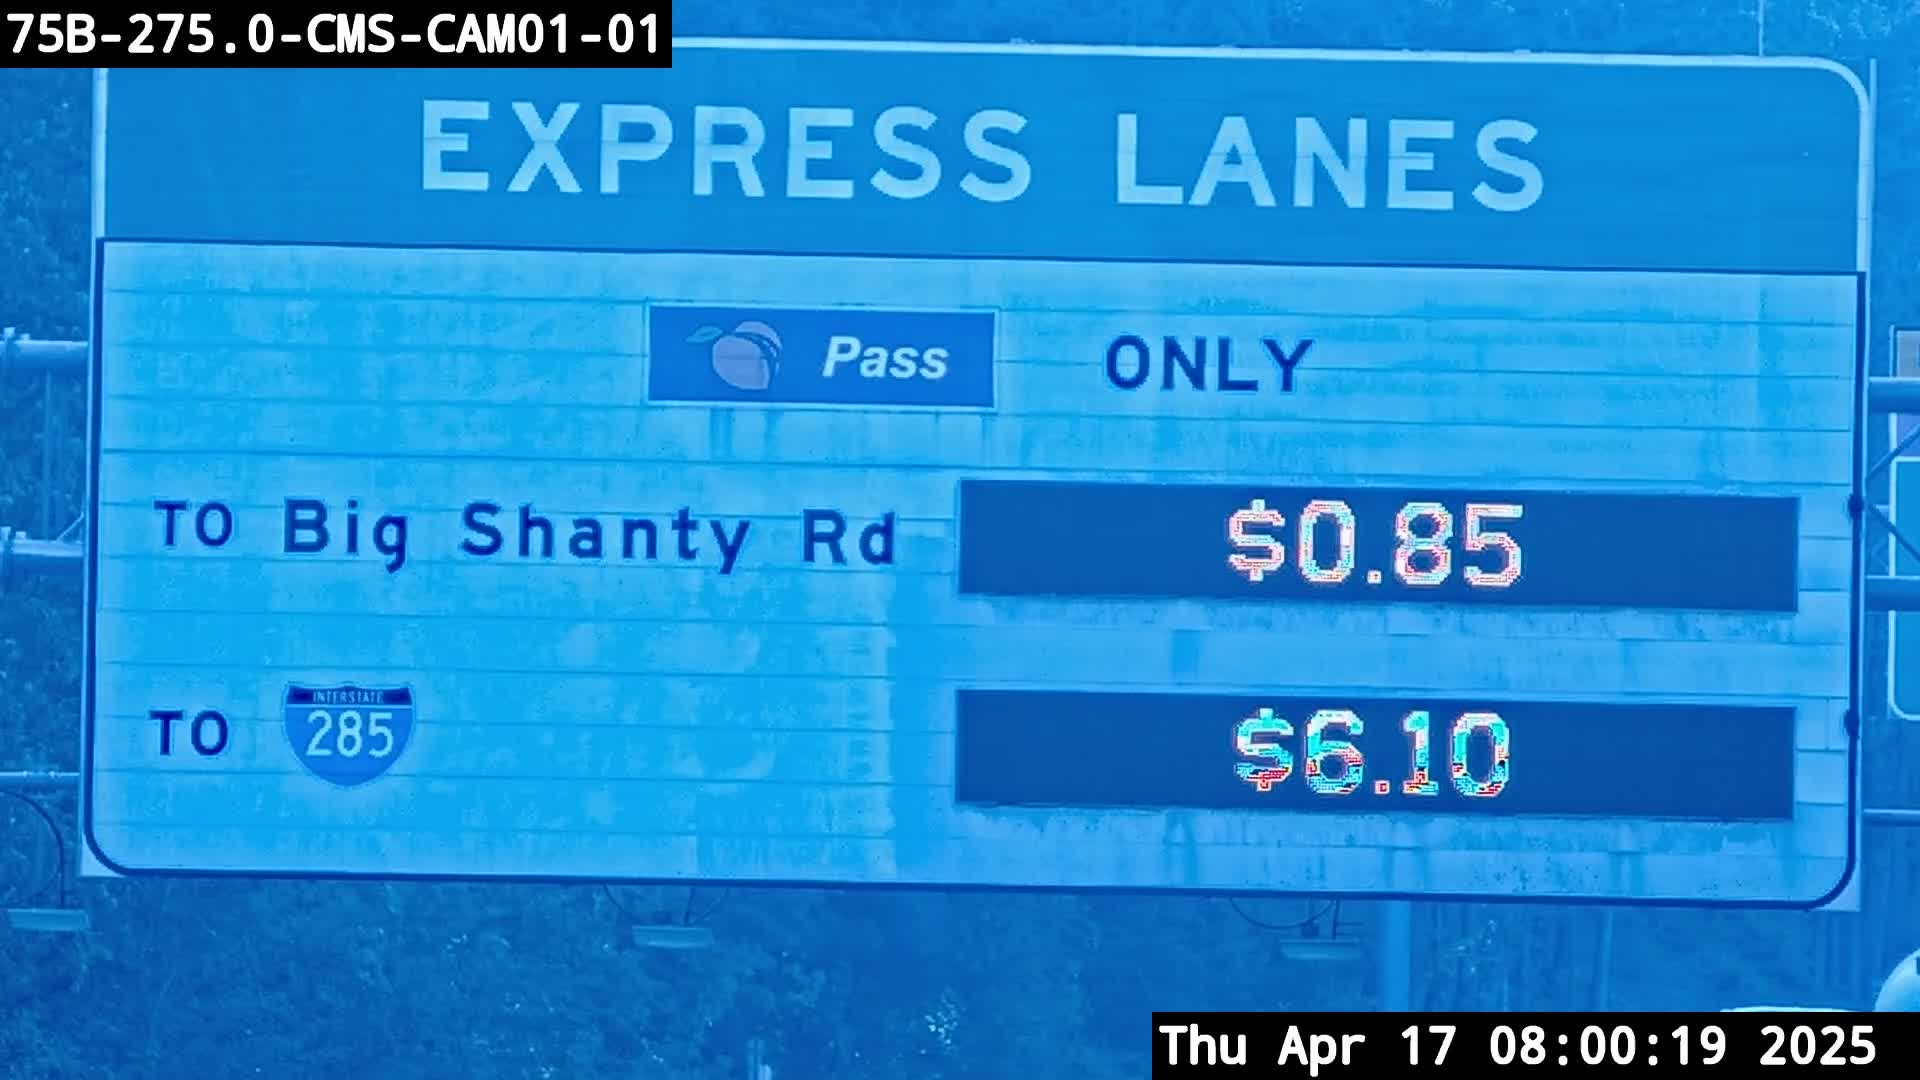 75B-275.0-CMS-CAM01-01
EXPRESS LANES
Pass ONLY
TO Big Shanty Rd $0.85
TO INTERSTATE 285 $6.10
Thu Apr 17 08:00:19 2025